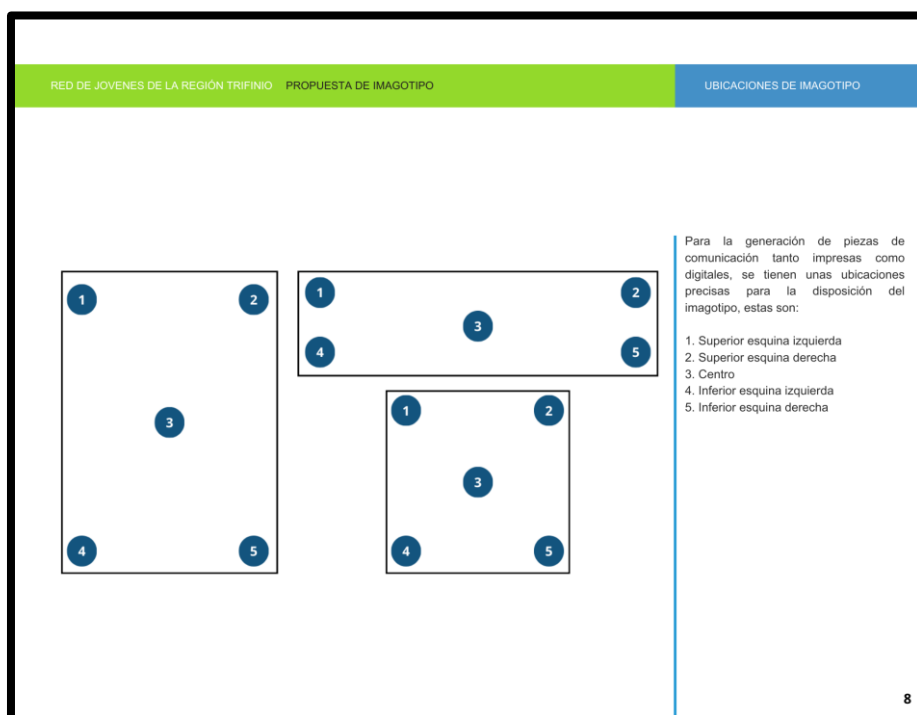 RED DE JOVENES DE LA REGIÓN TRIFINIO PROPUESTA DE IMAGOTIPO
UBICACIONES DE IMAGOTIPO
1 2
3
4 5
1 2
3
4 5
1 2
3
4 5
Para la generación de piezas de
comunicación tanto impresas como
digitales, se tienen unas ubicaciones
precisas para la disposición del
imagotipo, estas son:
1. Superior esquina izquierda
2. Superior esquina derecha
3. Centro
4. Inferior esquina izquierda
5. Inferior esquina derecha
8